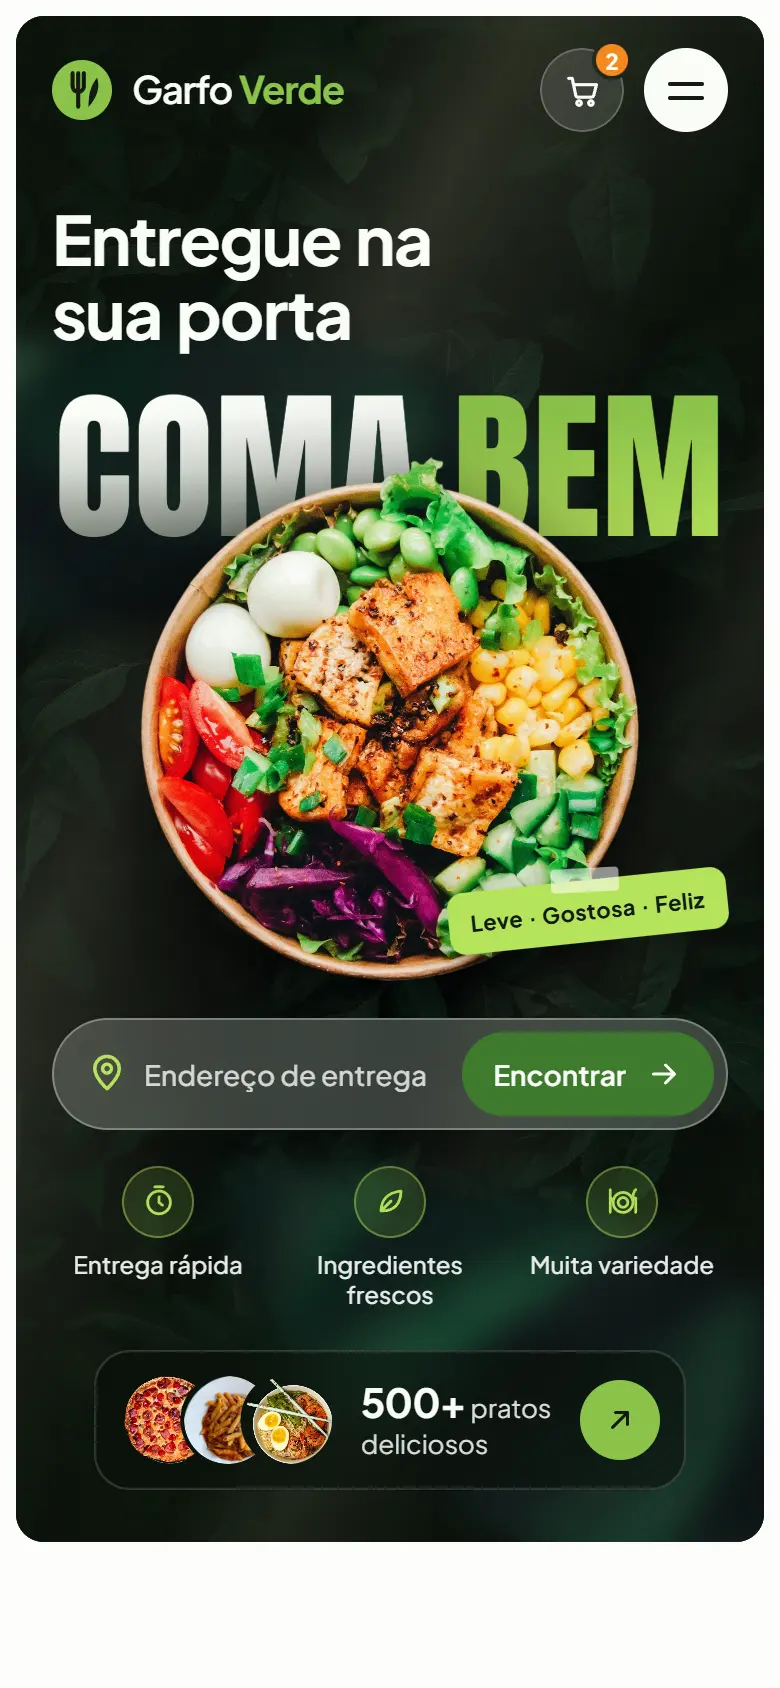 Garfo Verde
2
Entregue na
sua porta
COMA BEM
Leve · Gostosa · Feliz
Endereço de entrega
Encontrar
Entrega rápida
Ingredientes
frescos
Muita variedade
500+ pratos
deliciosos